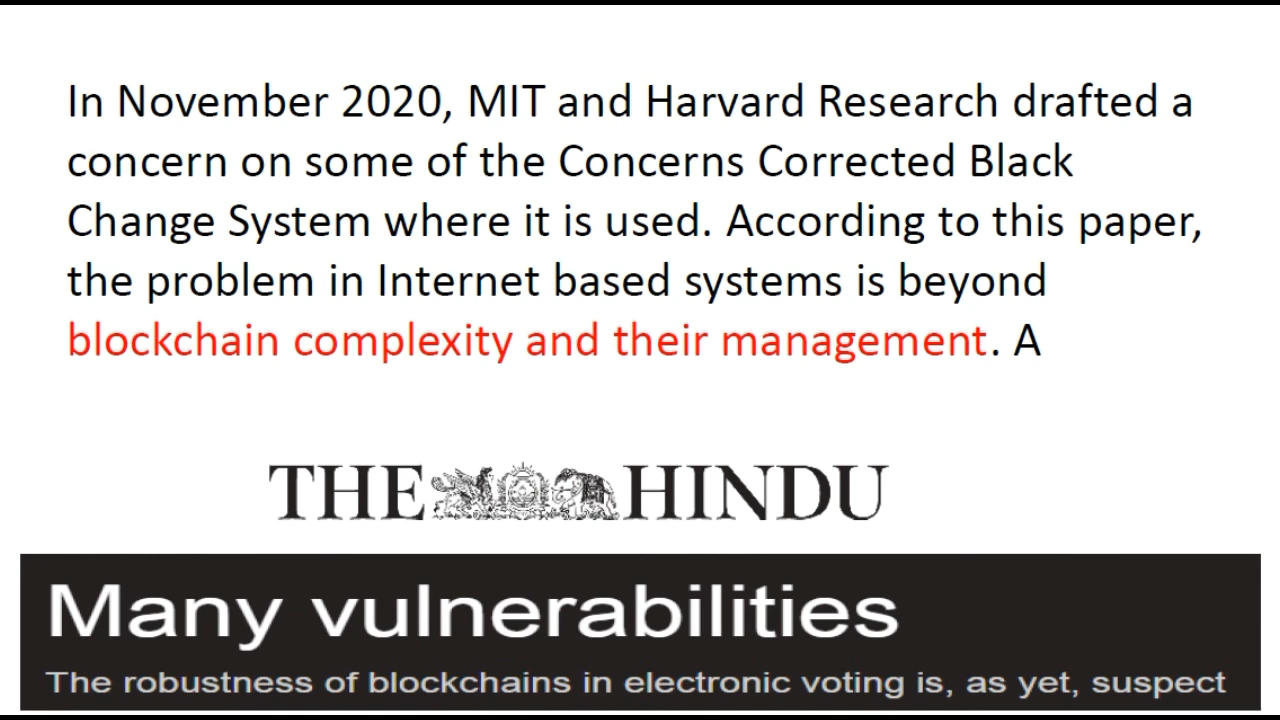 In November 2020, MIT and Harvard Research drafted a
concern on some of the Concerns Corrected Black
Change System where it is used. According to this paper,
the problem in Internet based systems is beyond
blockchain complexity and their management. A
THE HINDU
Many vulnerabilities
The robustness of blockchains in electronic voting is, as yet, suspect